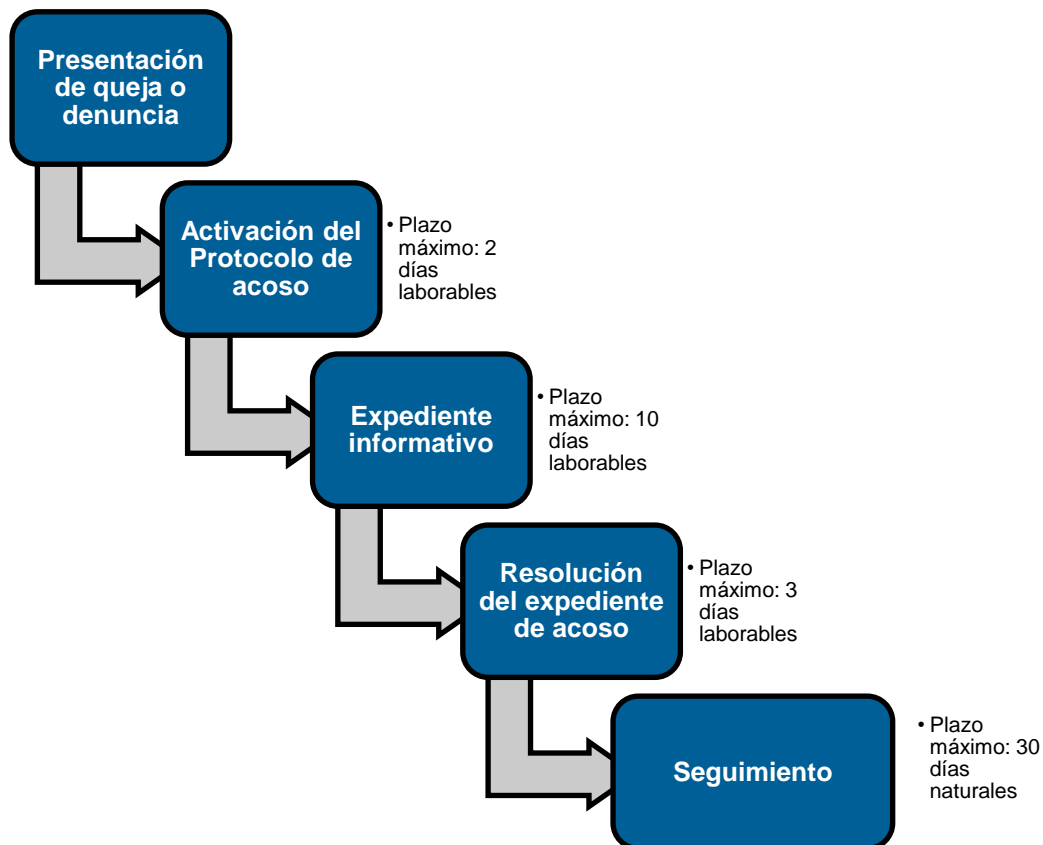 Presentación
de queja o
denuncia
Activación del
Protocolo de
acoso
• Plazo
máximo: 2
días
laborables
Expediente
informativo
• Plazo
máximo: 10
días
laborables
Resolución
del expediente
de acoso
• Plazo
máximo: 3
días
laborables
Seguimiento
• Plazo
máximo: 30
días
naturales